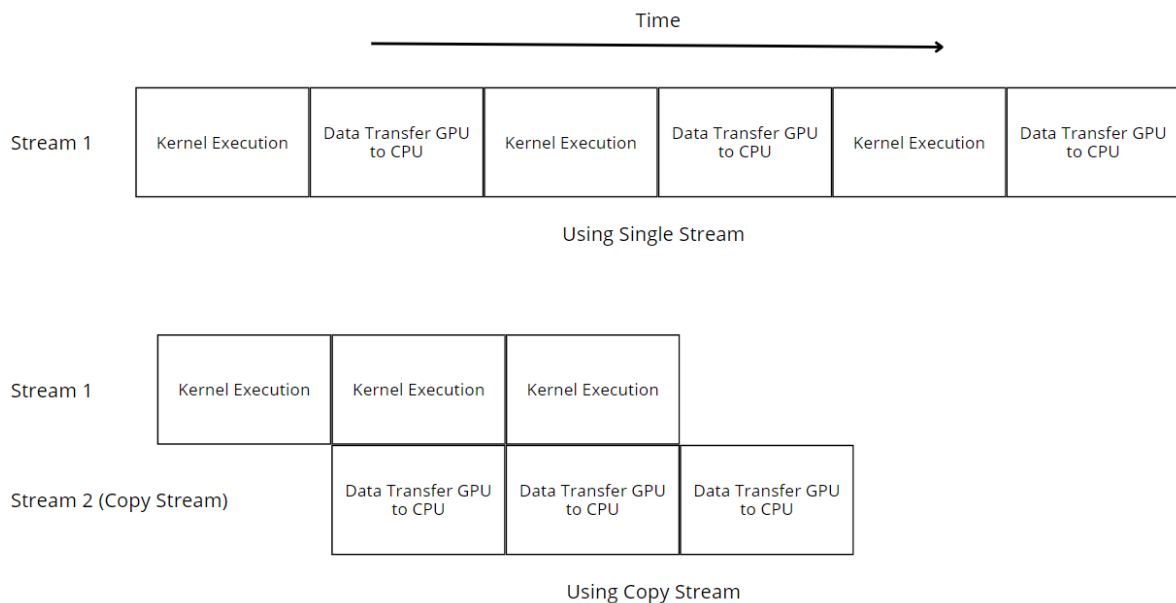 Time
Stream 1
Kernel Execution
Data Transfer GPU
to CPU
Kernel Execution
Data Transfer GPU
to CPU
Kernel Execution
Data Transfer GPU
to CPU
Using Single Stream
Stream 1
Kernel Execution
Kernel Execution
Kernel Execution
Stream 2 (Copy Stream)
Data Transfer GPU
to CPU
Data Transfer GPU
to CPU
Data Transfer GPU
to CPU
Using Copy Stream